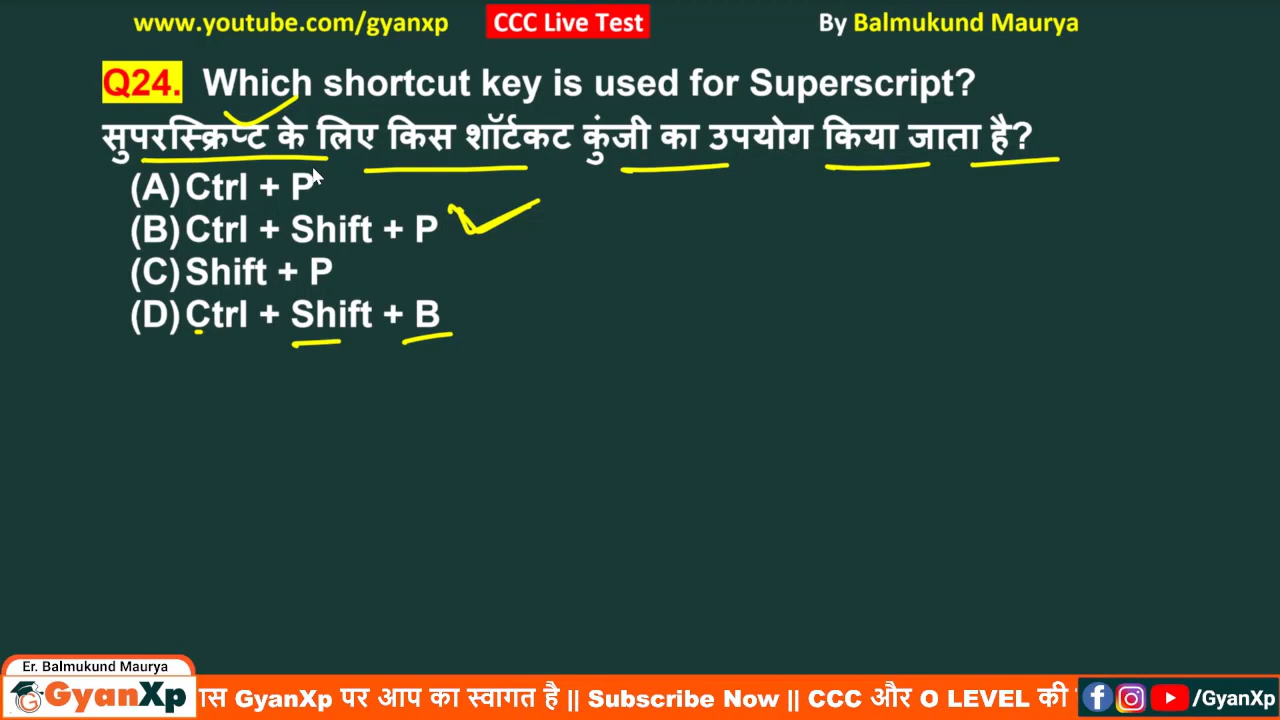 www.youtube.com/gyanxp CCC Live Test By Balmukund Maurya
Q24. Which shortcut key is used for Superscript?
सुपरस्क्रिप्ट के लिए किस शॉर्टकट कुंजी का उपयोग किया जाता है?
(A) Ctrl + P
(B) Ctrl + Shift + P
(C) Shift + P
(D) Ctrl + Shift + B
Er. Balmukund Maurya
GyanXp GyanXp पर आप का स्वागत है || Subscribe Now || CCC और O LEVEL की /GyanXp